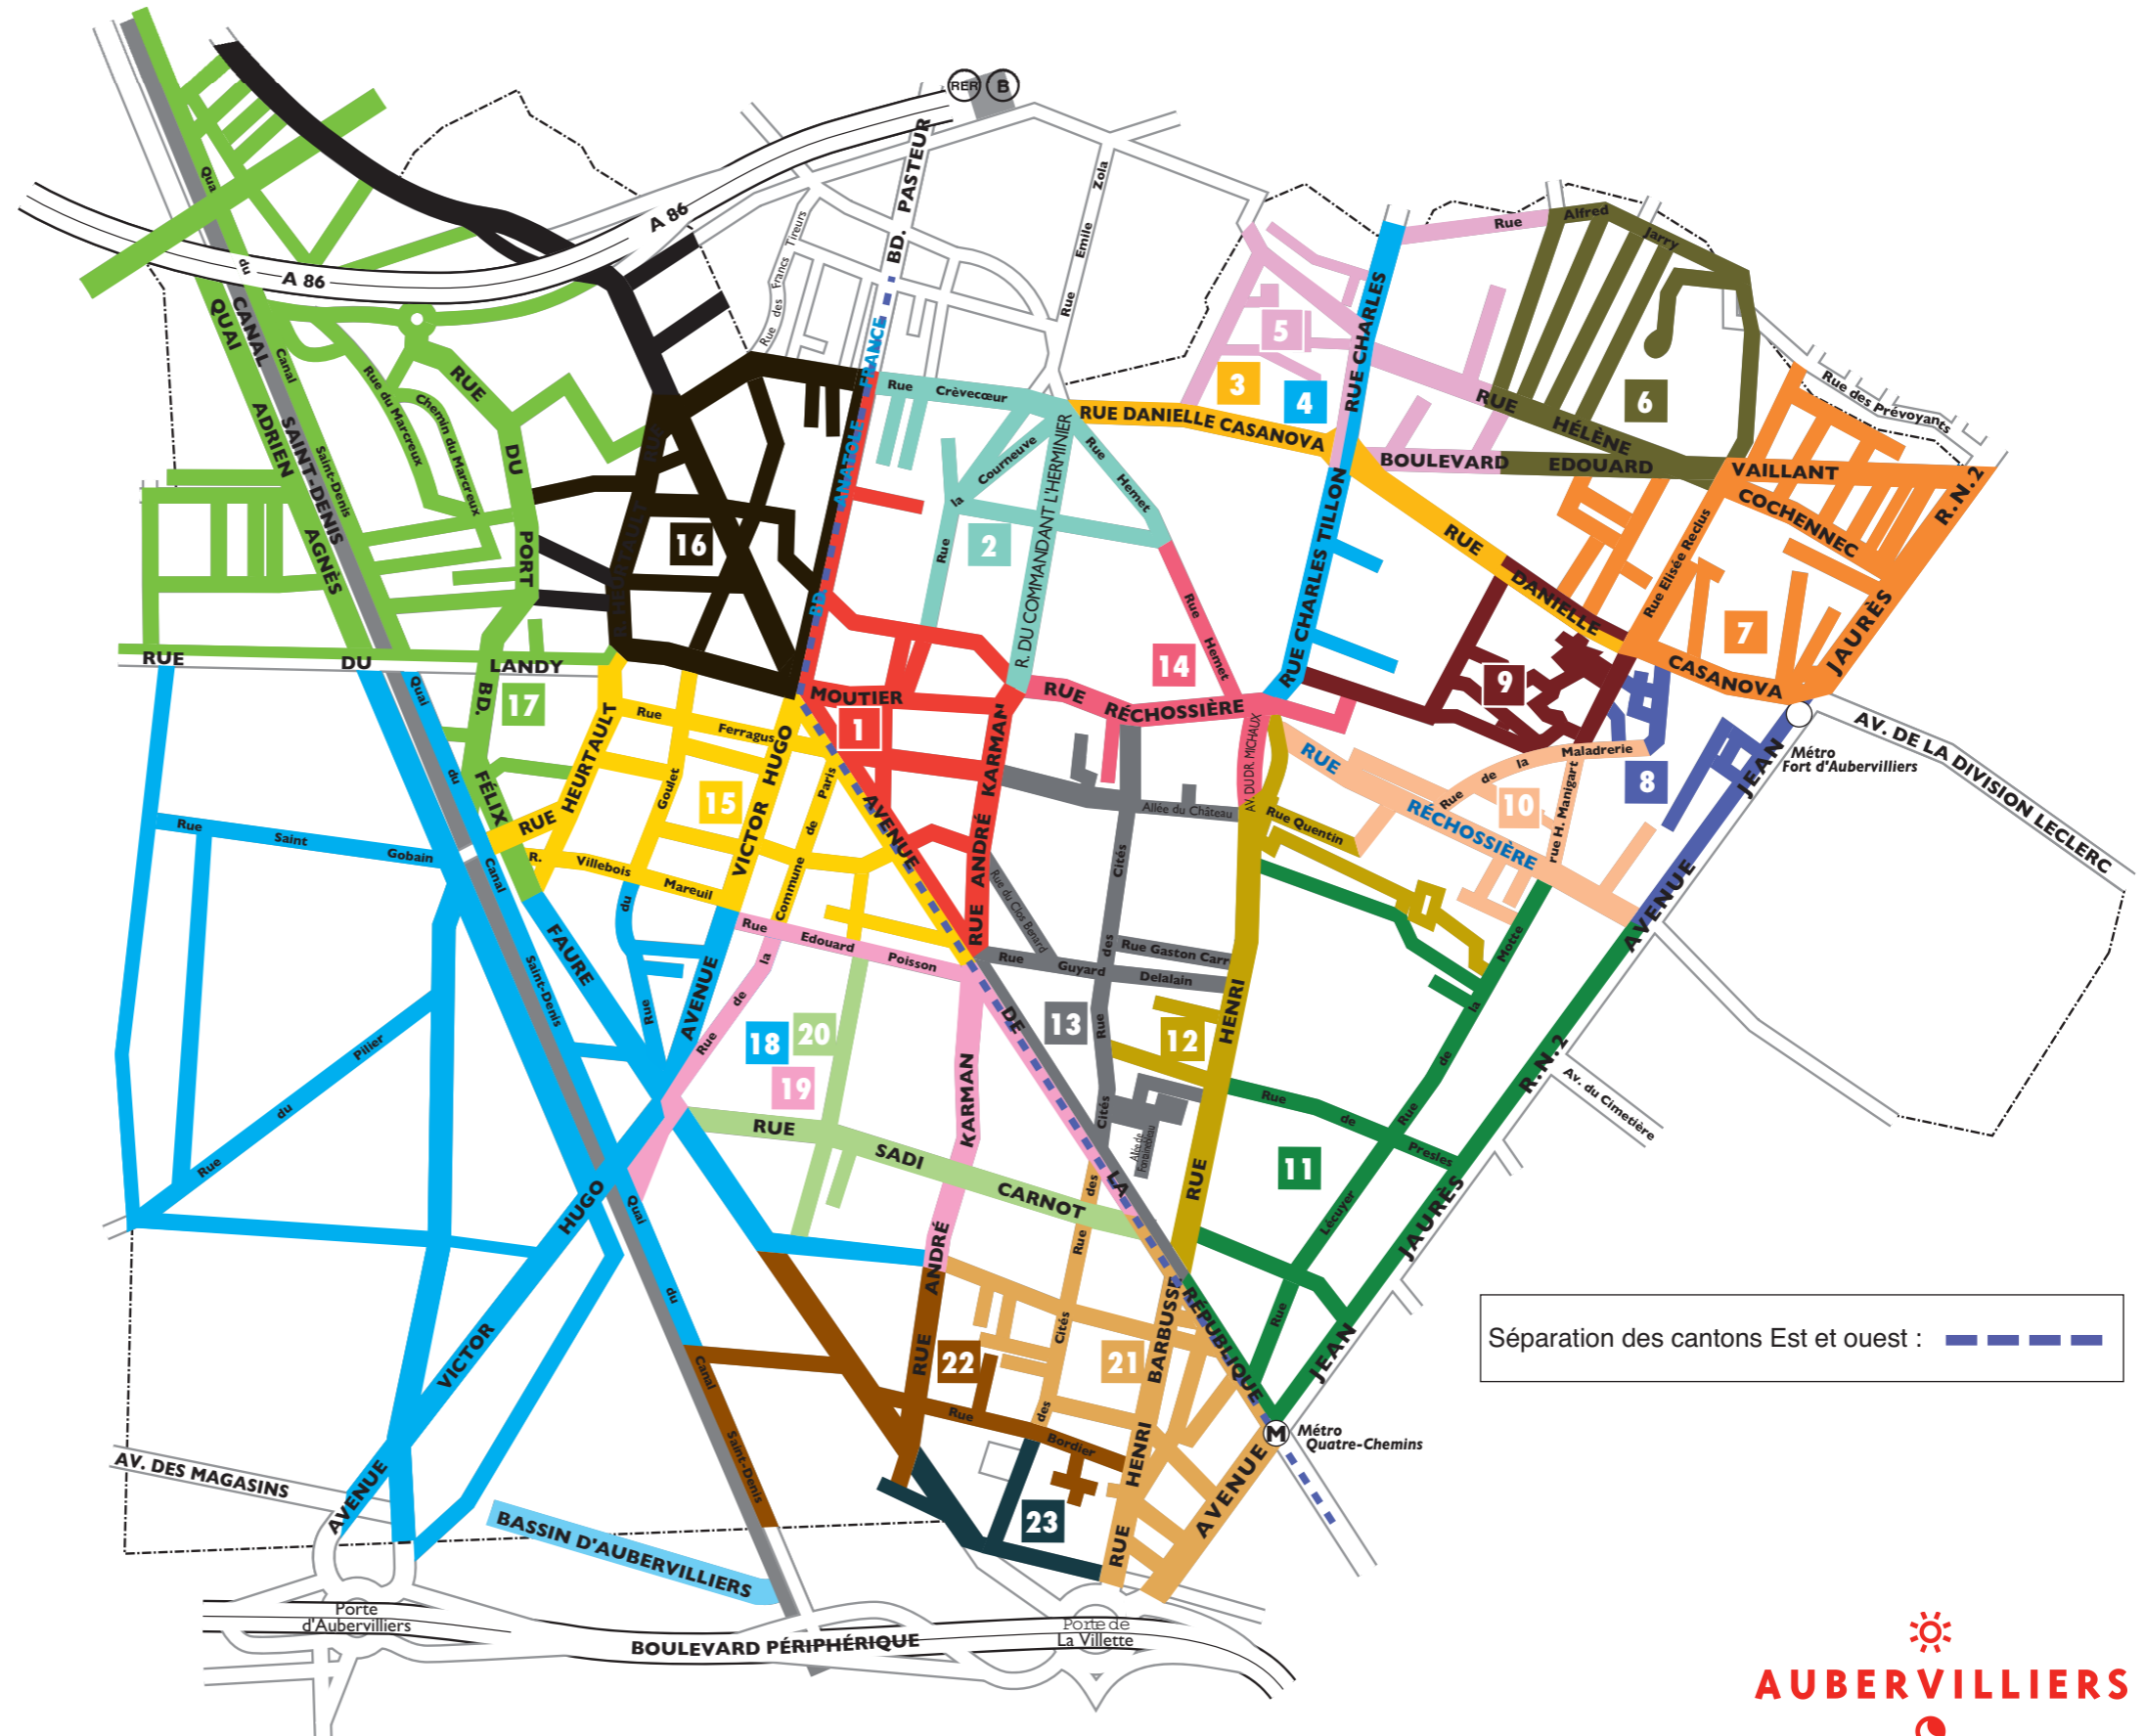 RER B
BD. PASTEUR
A 86
A 86
Rue des Francs Tireurs
Rue Emile Zola
Rue Alfred Jarry
QUAI ADRIEN AGNÈS
CANAL SAINT-DENIS
Quai du Canal Saint-Denis
Rue du Marcreux
Chemin du Marcreux
RUE DU PORT
BD. ANATOLE FRANCE
Rue Crèvecœur
Rue de la Courneuve
Rue Hemet
Rue Hemet
R. DU COMMANDANT L'HERMINIER
RUE DANIELLE CASANOVA
RUE CHARLES
RUE CHARLES TILLON
RUE HÉLÈNE COCHENNEC
BOULEVARD EDOUARD VAILLANT
Rue des Prévoyants
R.N.2
Rue Elisée Reclus
RUE DANIELLE CASANOVA
AVENUE JEAN JAURÈS
5
3
4
6
2
16
7
9
14
1
17
15
8
10
RUE DU LANDY
MOUTIER
RUE RÉCHOSSIÈRE
AV. DU DR. MICHAUX
RUE RÉCHOSSIÈRE
Rue de la Maladrerie
rue H. Manigart
Métro
Fort d'Aubervilliers
AV. DE LA DIVISION LECLERC
BD. FÉLIX FAURE
RUE HEURTAULT
Rue Ferragus
Goulet
AVENUE VICTOR HUGO
Rue de la Commune de Paris
R. Villebois Mareuil
Rue Saint Gobain
Quai du Canal Saint-Denis
Rue du
Rue du Pilier
Rue Edouard Poisson
AVENUE DE LA RÉPUBLIQUE
RUE ANDRÉ KARMAN
Allée du Château
Rue Quentin
Rue du Clos Benard
Rue des Cités
Rue Guyard Delalain
RUE HENRI BARBUSSE
18
20
19
13
12
11
RUE SADI CARNOT
RUE ANDRÉ KARMAN
Rue de Presles
Rue de la Motte
Rue Lécuyer
R.N.2
JEAN JAURÈS
Av. du Cimetière
Séparation des cantons Est et ouest :
AVENUE VICTOR HUGO
Quai du Canal Saint-Denis
22
21
23
Rue des Cités
Rue Bordier
RUE HENRI
AVENUE
M
Métro
Quatre-Chemins
AV. DES MAGASINS
BASSIN D'AUBERVILLIERS
Porte
d'Aubervilliers
BOULEVARD PÉRIPHÉRIQUE
Porte de
La Villette
AUBERVILLIERS